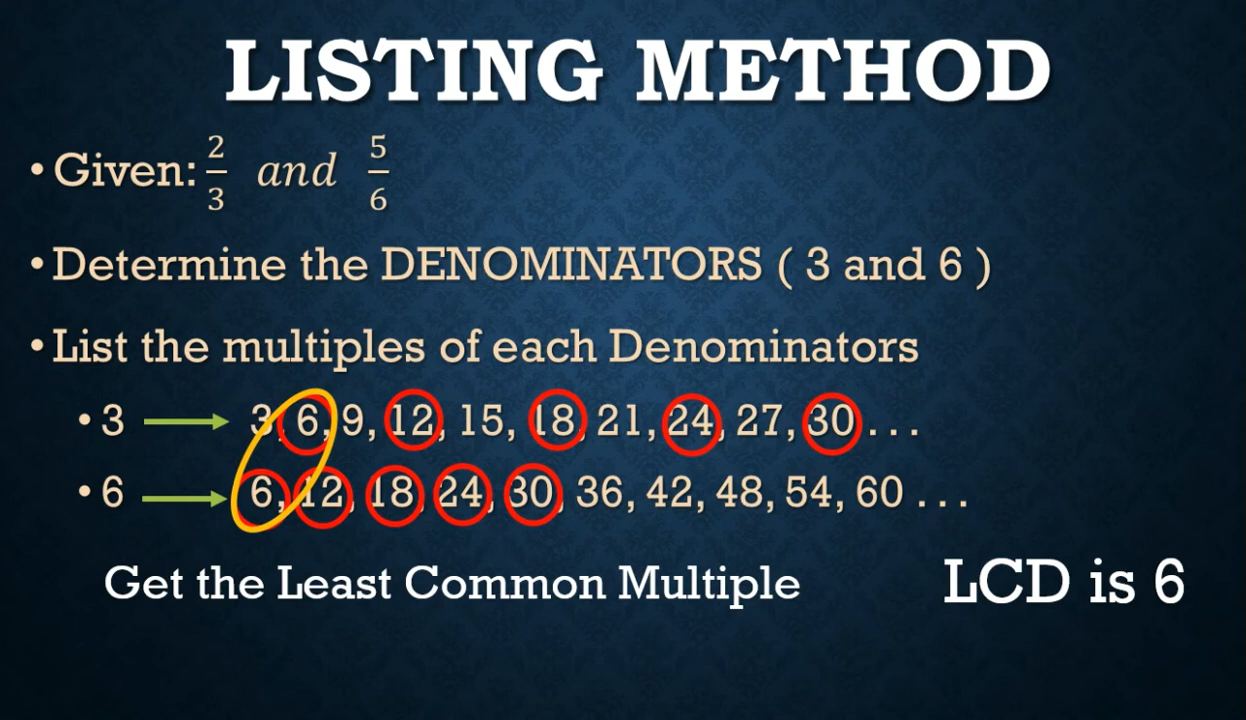 LISTING METHOD
• Given: 2/3 and 5/6
• Determine the DENOMINATORS ( 3 and 6 )
• List the multiples of each Denominators
• 3 → 3, 6, 9, 12, 15, 18, 21, 24, 27, 30 . . .
• 6 → 6, 12, 18, 24, 30, 36, 42, 48, 54, 60 . . .
Get the Least Common Multiple LCD is 6